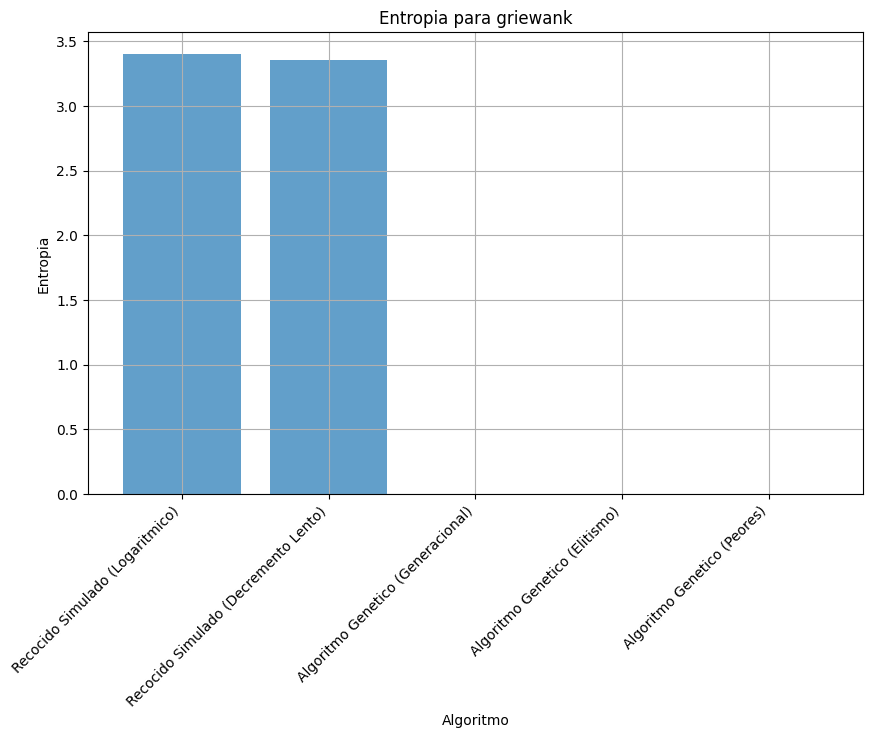 Entropia para griewank
3.5
3.0
2.5
2.0
1.5
1.0
0.5
0.0
Entropia
Recocido Simulado (Logaritmico)
Recocido Simulado (Decremento Lento)
Algoritmo Genetico (Generacional)
Algoritmo Genetico (Elitismo)
Algoritmo Genetico (Peores)
Algoritmo